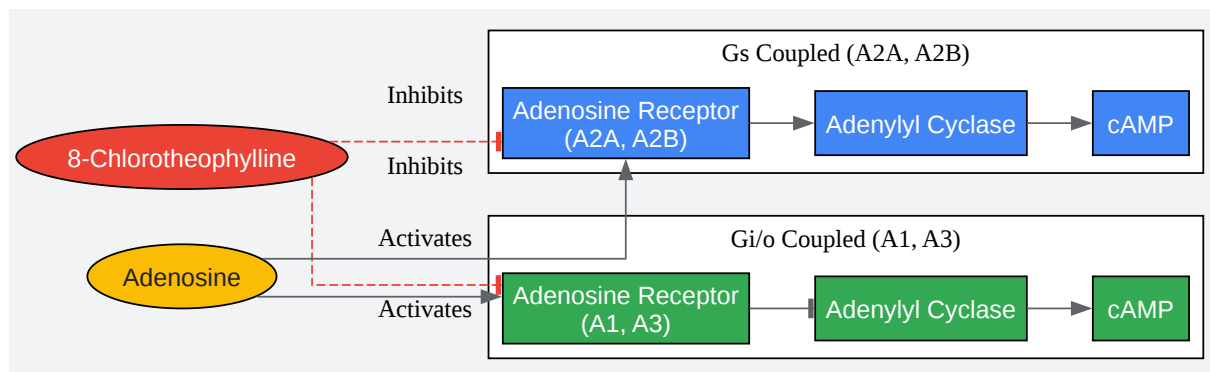 Gs Coupled (A2A, A2B)
Inhibits
Adenosine Receptor
(A2A, A2B)
Adenylyl Cyclase
cAMP
8-Chlorotheophylline
Inhibits
Activates
Gi/o Coupled (A1, A3)
Adenosine
Adenosine Receptor
(A1, A3)
Adenylyl Cyclase
cAMP
Activates